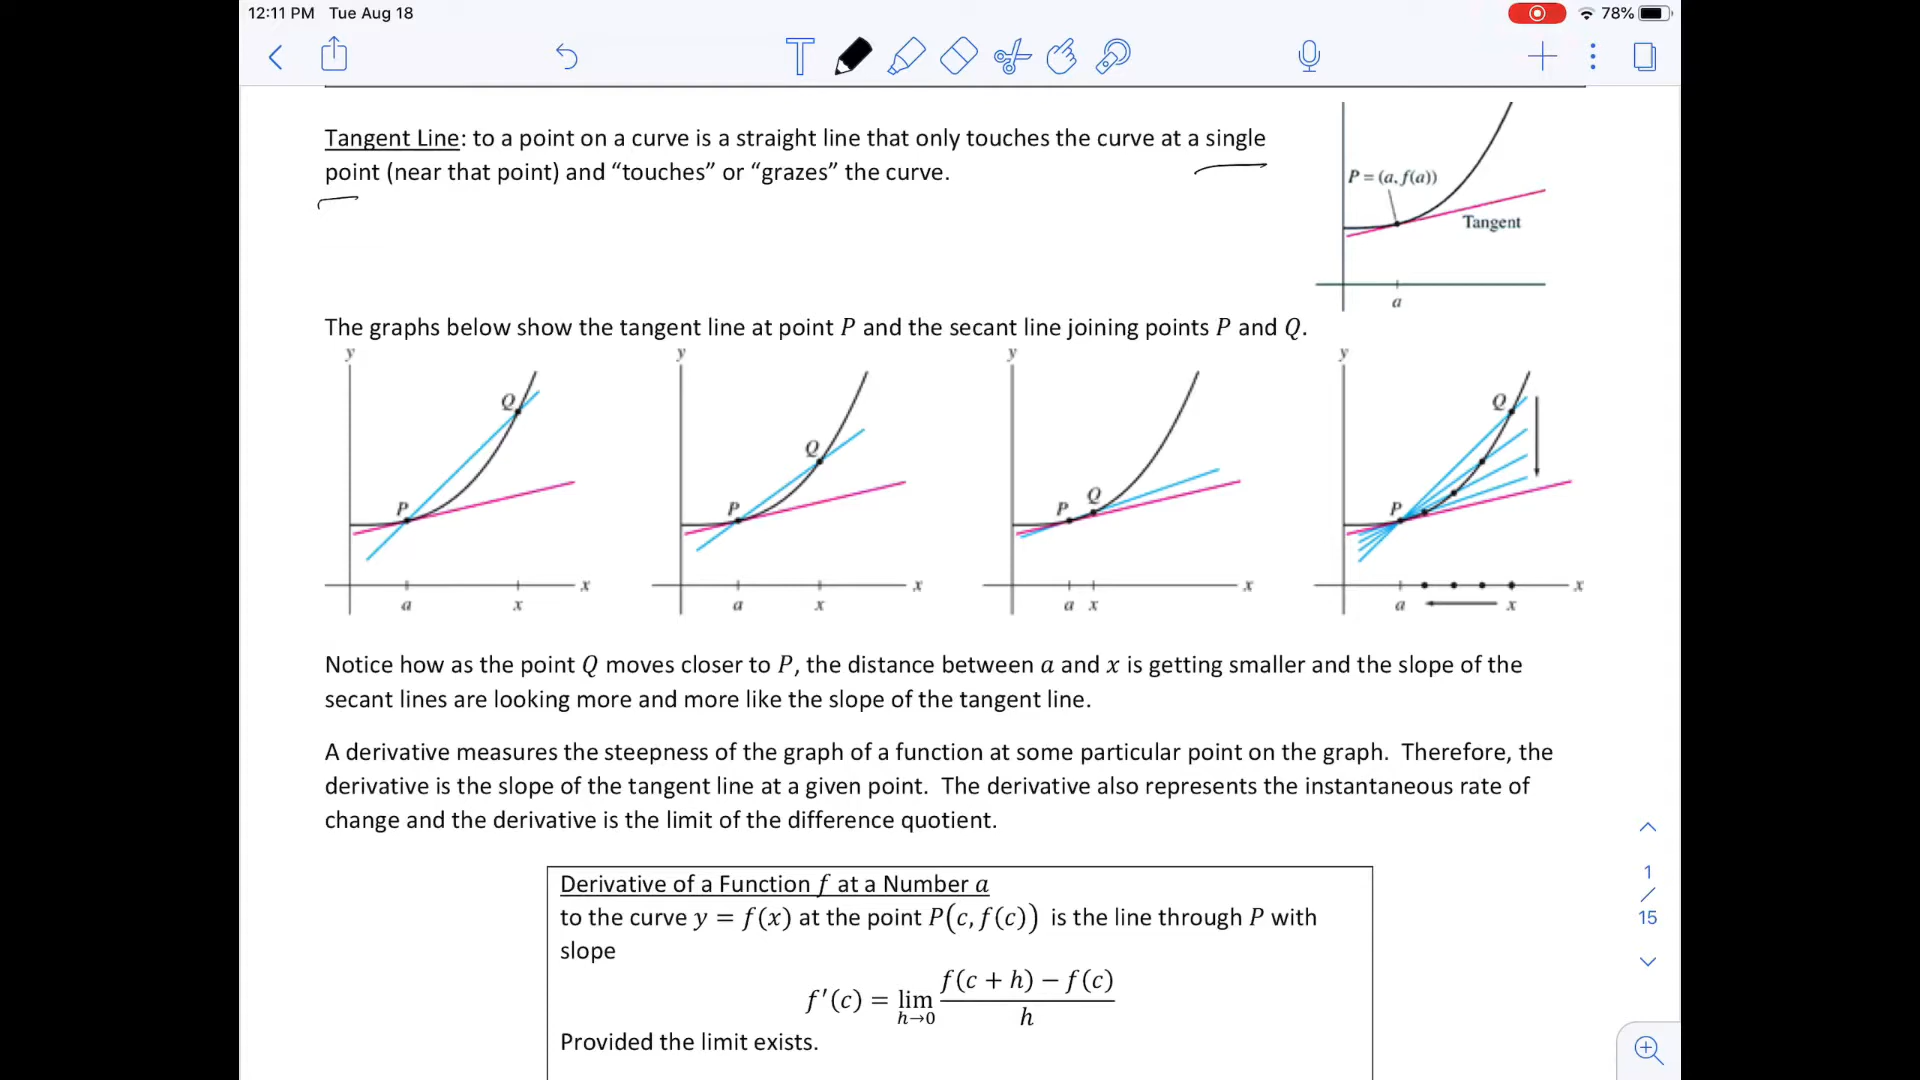 12:11 PM Tue Aug 18
78%
Tangent Line: to a point on a curve is a straight line that only touches the curve at a single
point (near that point) and “touches” or “grazes” the curve.
P = (a, f(a))
Tangent
a
The graphs below show the tangent line at point P and the secant line joining points P and Q.
y y y y
Q Q Q Q
P P P P
x x x x
a x a x a x a x
Notice how as the point Q moves closer to P, the distance between a and x is getting smaller and the slope of the
secant lines are looking more and more like the slope of the tangent line.
A derivative measures the steepness of the graph of a function at some particular point on the graph. Therefore, the
derivative is the slope of the tangent line at a given point. The derivative also represents the instantaneous rate of
change and the derivative is the limit of the difference quotient.
Derivative of a Function f at a Number a
to the curve y = f(x) at the point P(c, f(c)) is the line through P with
slope
f′(c) = lim h→0 f(c + h) − f(c) / h
Provided the limit exists.
1
/
15